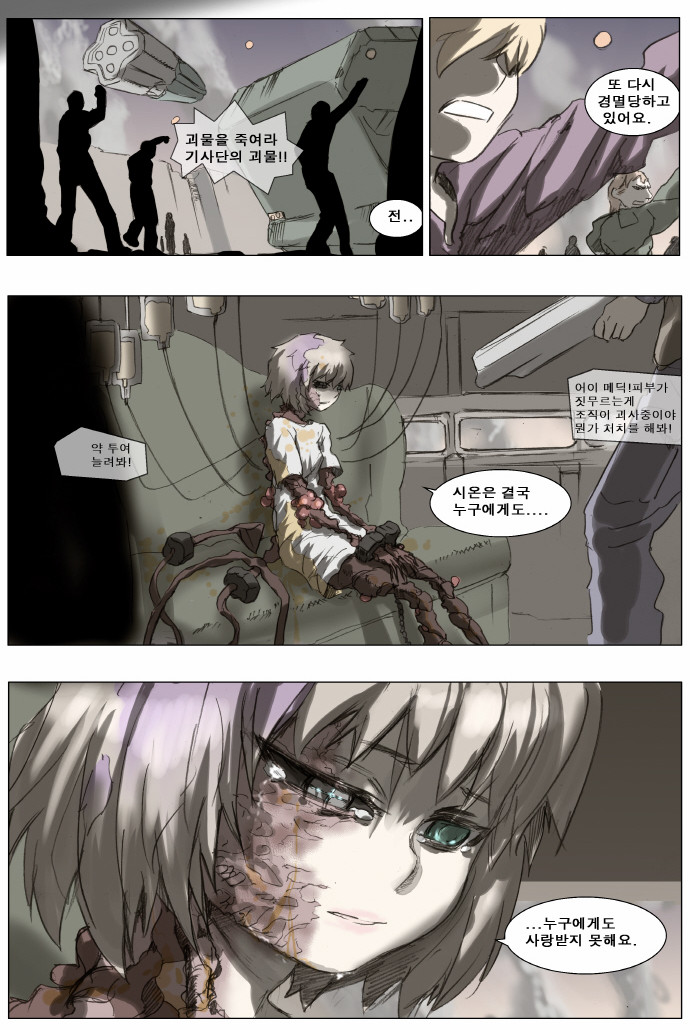 괴물을 죽여라
기사단의 괴물!!
전..
또 다시
경멸당하고
있어요.
약 투여
늘려봐!
어이 메딕!피부가
짓무르는게
조직이 괴사중이야
뭔가 처치를 해봐!
시온은 결국
누구에게도....
...누구에게도
사랑받지 못해요.